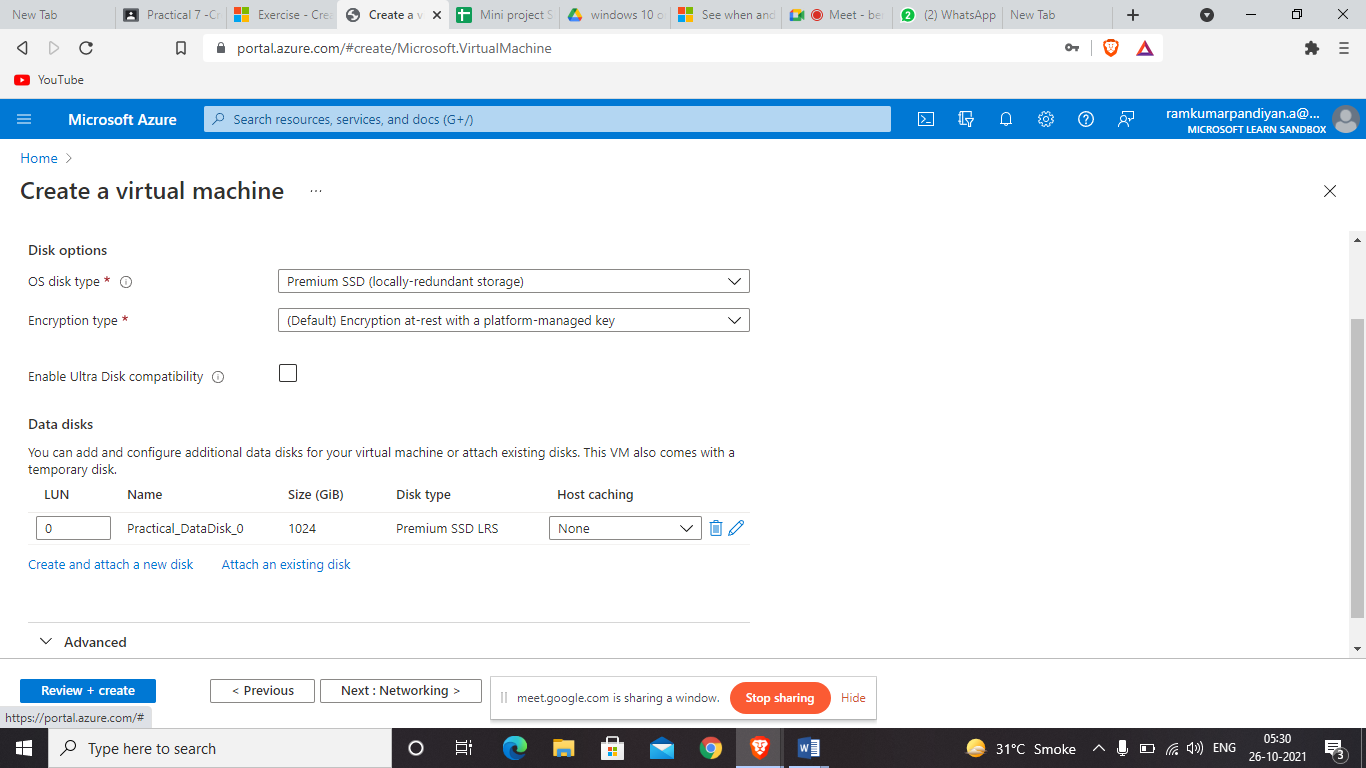 New Tab
Practical 7 -Cr
Exercise - Crea
Create a v
Mini project S
windows 10 o
See when and
Meet - be
(2) WhatsApp
New Tab
portal.azure.com/#create/Microsoft.VirtualMachine
YouTube
Microsoft Azure
Search resources, services, and docs (G+/)
ramkumarpandiyan.a@...
MICROSOFT LEARN SANDBOX
Home
Create a virtual machine
...
Disk options
OS disk type *
Premium SSD (locally-redundant storage)
Encryption type *
(Default) Encryption at-rest with a platform-managed key
Enable Ultra Disk compatibility
Data disks
You can add and configure additional data disks for your virtual machine or attach existing disks. This VM also comes with a
temporary disk.
LUN Name Size (GiB) Disk type Host caching
0 Practical_DataDisk_0 1024 Premium SSD LRS None
Create and attach a new disk Attach an existing disk
Advanced
Review + create
< Previous
Next : Networking >
meet.google.com is sharing a window.
Stop sharing
Hide
https://portal.azure.com/#
Type here to search
31°C Smoke
ENG
05:30
26-10-2021
3